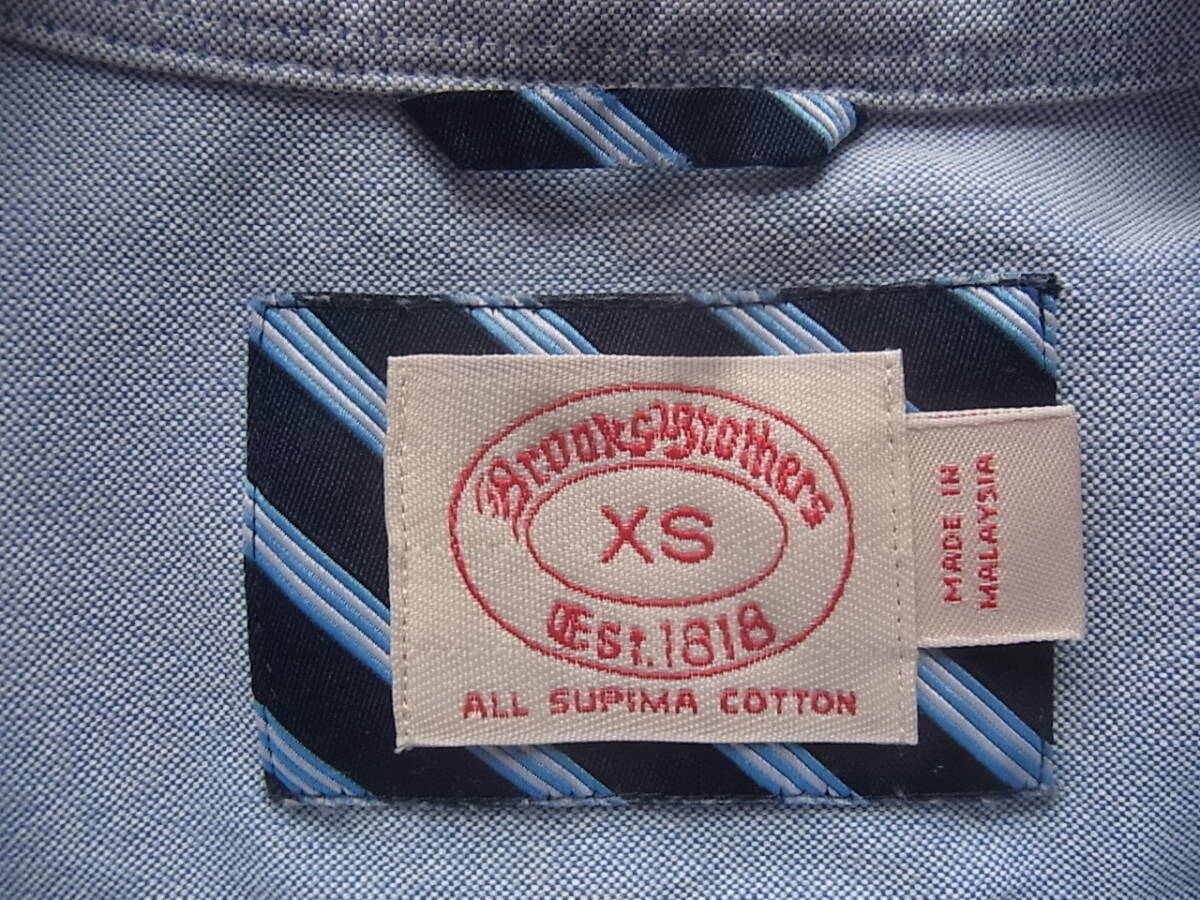 Brooks Brothers
XS
Est. 1818
ALL SUPIMA COTTON
MADE IN
MALAYSIA